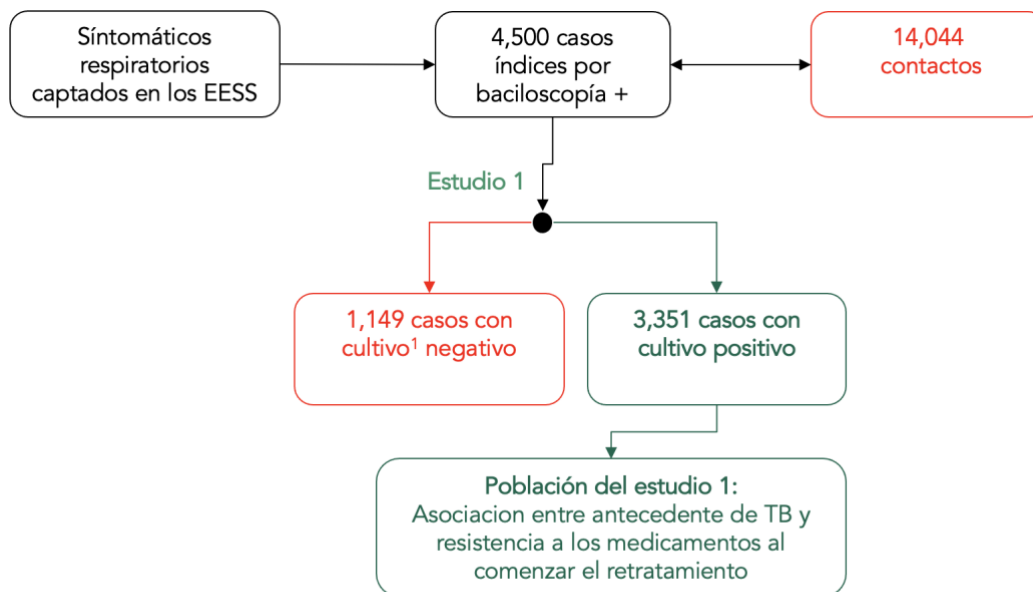 Síntomáticos
respiratorios
captados en los EESS
4,500 casos
índices por
baciloscopía +
14,044
contactos
Estudio 1
1,149 casos con
cultivo¹ negativo
3,351 casos con
cultivo positivo
Población del estudio 1:
Asociacion entre antecedente de TB y
resistencia a los medicamentos al
comenzar el retratamiento